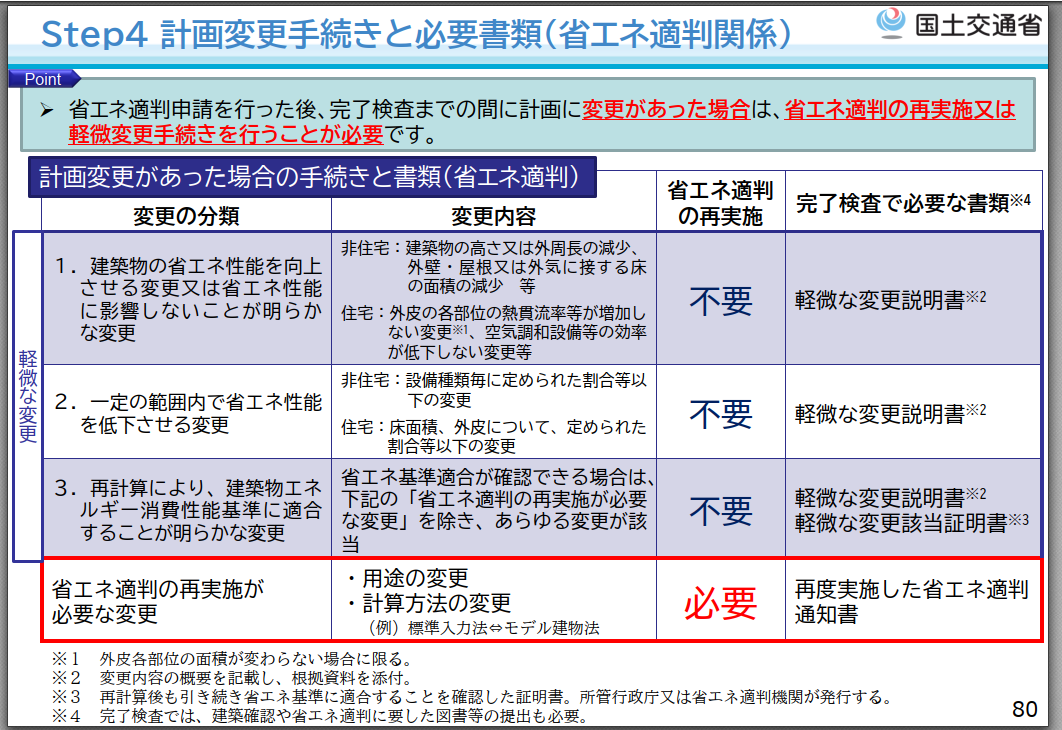 Step4 計画変更手続きと必要書類（省エネ適判関係）
国土交通省
Point
➤ 省エネ適判申請を行った後、完了検査までの間に計画に変更があった場合は、省エネ適判の再実施又は
軽微変更手続きを行うことが必要です。
計画変更があった場合の手続きと書類（省エネ適判）
変更の分類
変更内容
省エネ適判
の再実施
完了検査で必要な書類※4
軽微な変更
１．建築物の省エネ性能を向上
させる変更又は省エネ性能
に影響しないことが明らか
な変更
非住宅：建築物の高さ又は外周長の減少、
外壁・屋根又は外気に接する床
の面積の減少　等
住宅：外皮の各部位の熱貫流率等が増加し
ない変更※1、空気調和設備等の効率
が低下しない変更等
不要
軽微な変更説明書※2
２．一定の範囲内で省エネ性能
を低下させる変更
非住宅：設備種類毎に定められた割合等以
下の変更
住宅：床面積、外皮について、定められた
割合等以下の変更
不要
軽微な変更説明書※2
３．再計算により、建築物エネ
ルギー消費性能基準に適合
することが明らかな変更
省エネ基準適合が確認できる場合は、
下記の「省エネ適判の再実施が必要
な変更」を除き、あらゆる変更が該
当
不要
軽微な変更説明書※2
軽微な変更該当証明書※3
省エネ適判の再実施が
必要な変更
・用途の変更
・計算方法の変更
（例）標準入力法⇔モデル建物法
必要
再度実施した省エネ適判
通知書
※１　外皮各部位の面積が変わらない場合に限る。
※２　変更内容の概要を記載し、根拠資料を添付。
※３　再計算後も引き続き省エネ基準に適合することを確認した証明書。所管行政庁又は省エネ適判機関が発行する。
※４　完了検査では、建築確認や省エネ適判に要した図書等の提出も必要。
80